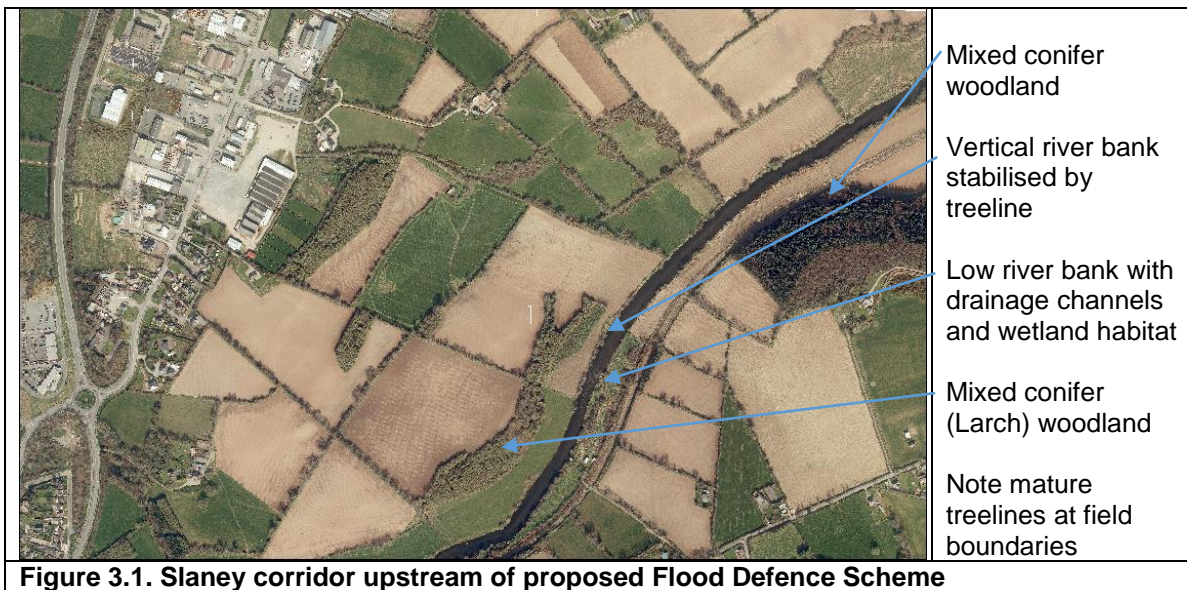 Mixed conifer
woodland
Vertical river bank
stabilised by
treeline
Low river bank with
drainage channels
and wetland habitat
Mixed conifer
(Larch) woodland
Note mature
treelines at field
boundaries
Figure 3.1. Slaney corridor upstream of proposed Flood Defence Scheme